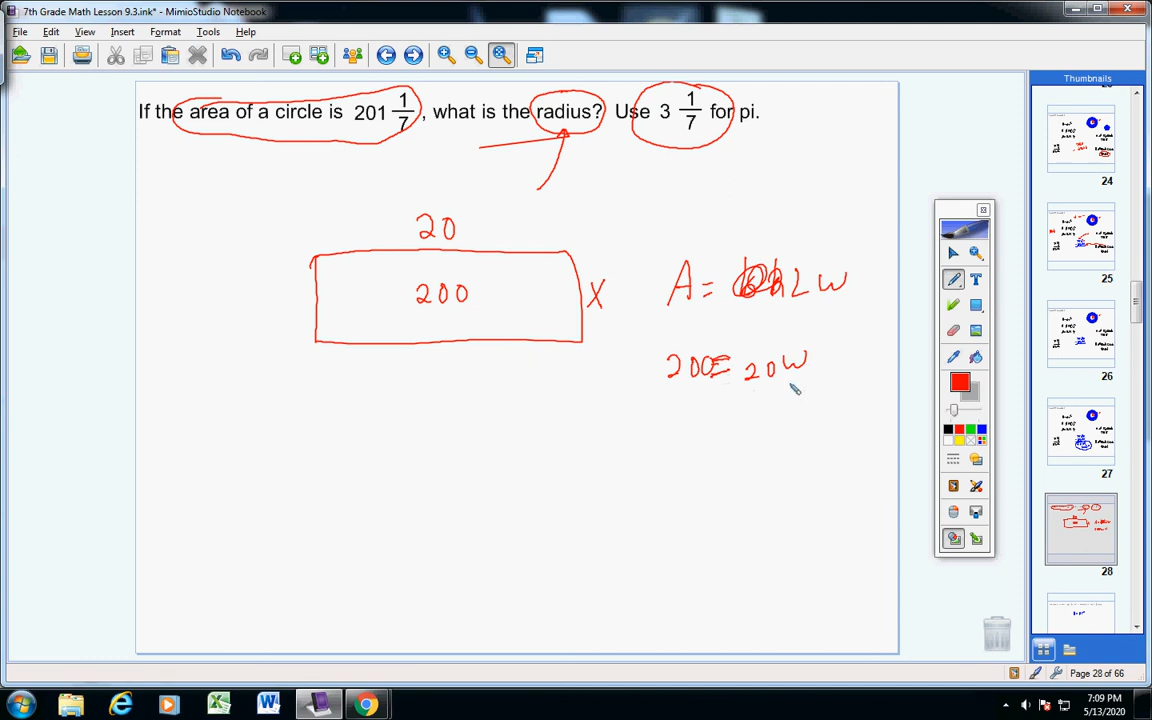 7th Grade Math Lesson 9.3.ink* - MimioStudio Notebook
File Edit View Insert Format Tools Help
Thumbnails
If the area of a circle is 201 1/7, what is the radius? Use 3 1/7 for pi.
20
200 X
A = L W
200 = 20 W
24
25
26
27
28
Page 28 of 66
7:09 PM
5/13/2020